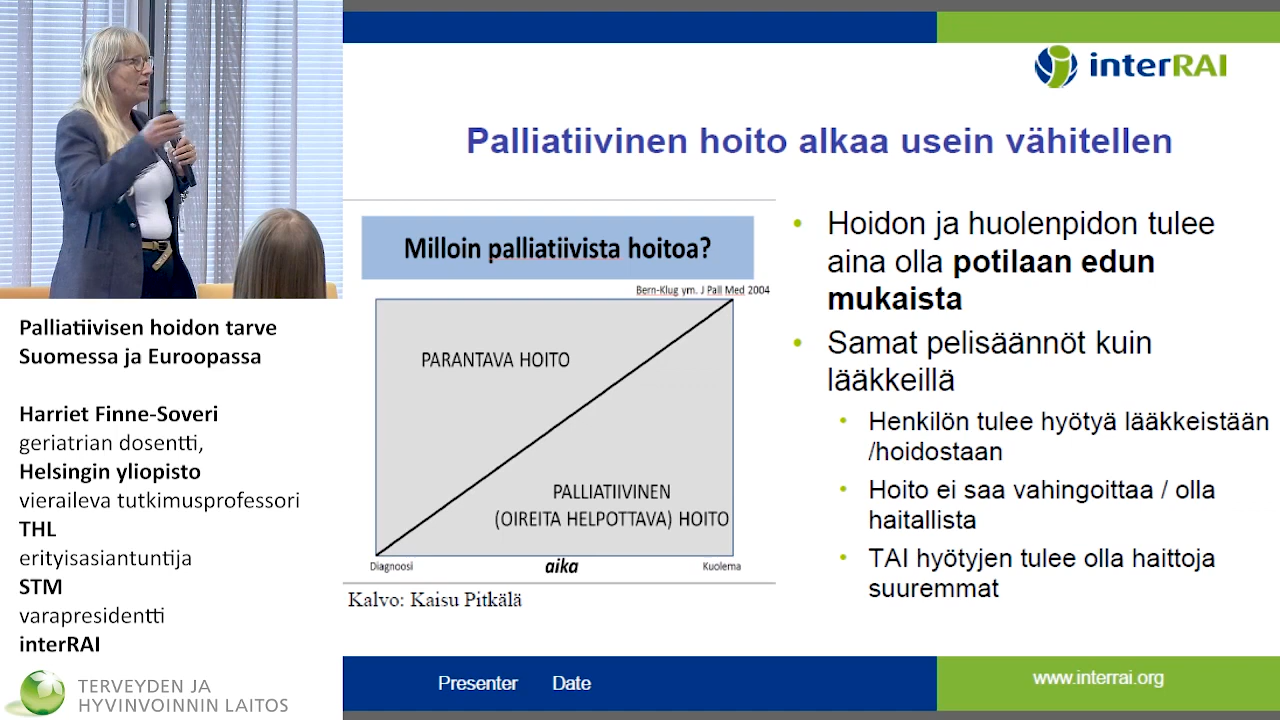 Palliatiivisen hoidon tarve
Suomessa ja Euroopassa
Harriet Finne-Soveri
geriatrian dosentti,
Helsingin yliopisto
vieraileva tutkimusprofessori
THL
erityisasiantuntija
STM
varapresidentti
interRAI
TERVEYDEN JA
HYVINVOINNIN LAITOS
interRAI
Palliatiivinen hoito alkaa usein vähitellen
Milloin palliatiivista hoitoa?
Bern-Klug ym. J Pall Med 2004
PARANTAVA HOITO
PALLIATIIVINEN
(OIREITA HELPOTTAVA) HOITO
Diagnoosi
aika
Kuolema
Kalvo: Kaisu Pitkälä
• Hoidon ja huolenpidon tulee
aina olla potilaan edun
mukaista
• Samat pelisäännöt kuin
lääkkeillä
• Henkilön tulee hyötyä lääkkeistään
/hoidostaan
• Hoito ei saa vahingoittaa / olla
haitallista
• TAI hyötyjen tulee olla haittoja
suuremmat
Presenter Date
www.interrai.org